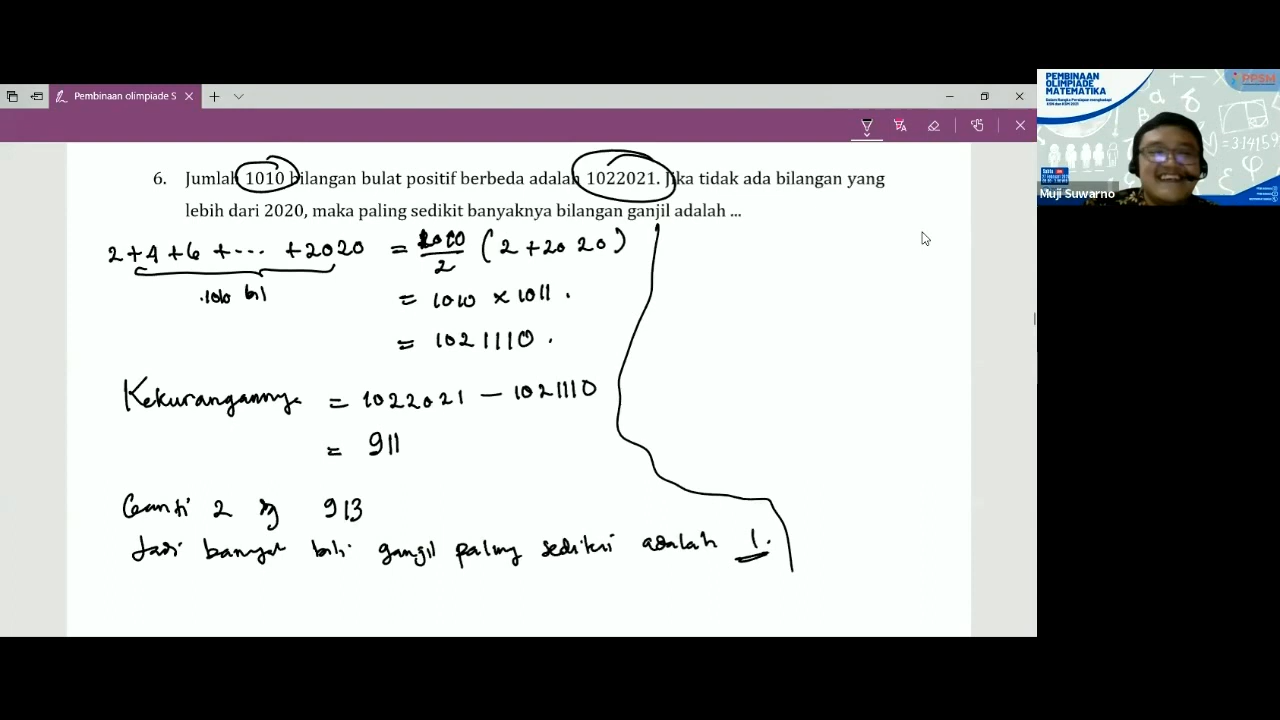 Pembinaan olimpiade S
6. Jumlah 1010 bilangan bulat positif berbeda adalah 1022021. Jika tidak ada bilangan yang
lebih dari 2020, maka paling sedikit banyaknya bilangan ganjil adalah ...
2 + 4 + 6 + ... + 2020 = 1010/2 (2 + 2020)
1010 bil
= 1010 × 1011.
= 1021110.
Kekurangannya = 1022021 − 1021110
= 911
Ganti 2 dg 913
Jadi banyak bil. ganjil paling sedikit adalah 1.
PEMBINAAN
OLIMPIADE
MATEMATIKA
PPSM
=3.14159
Muji Suwarno